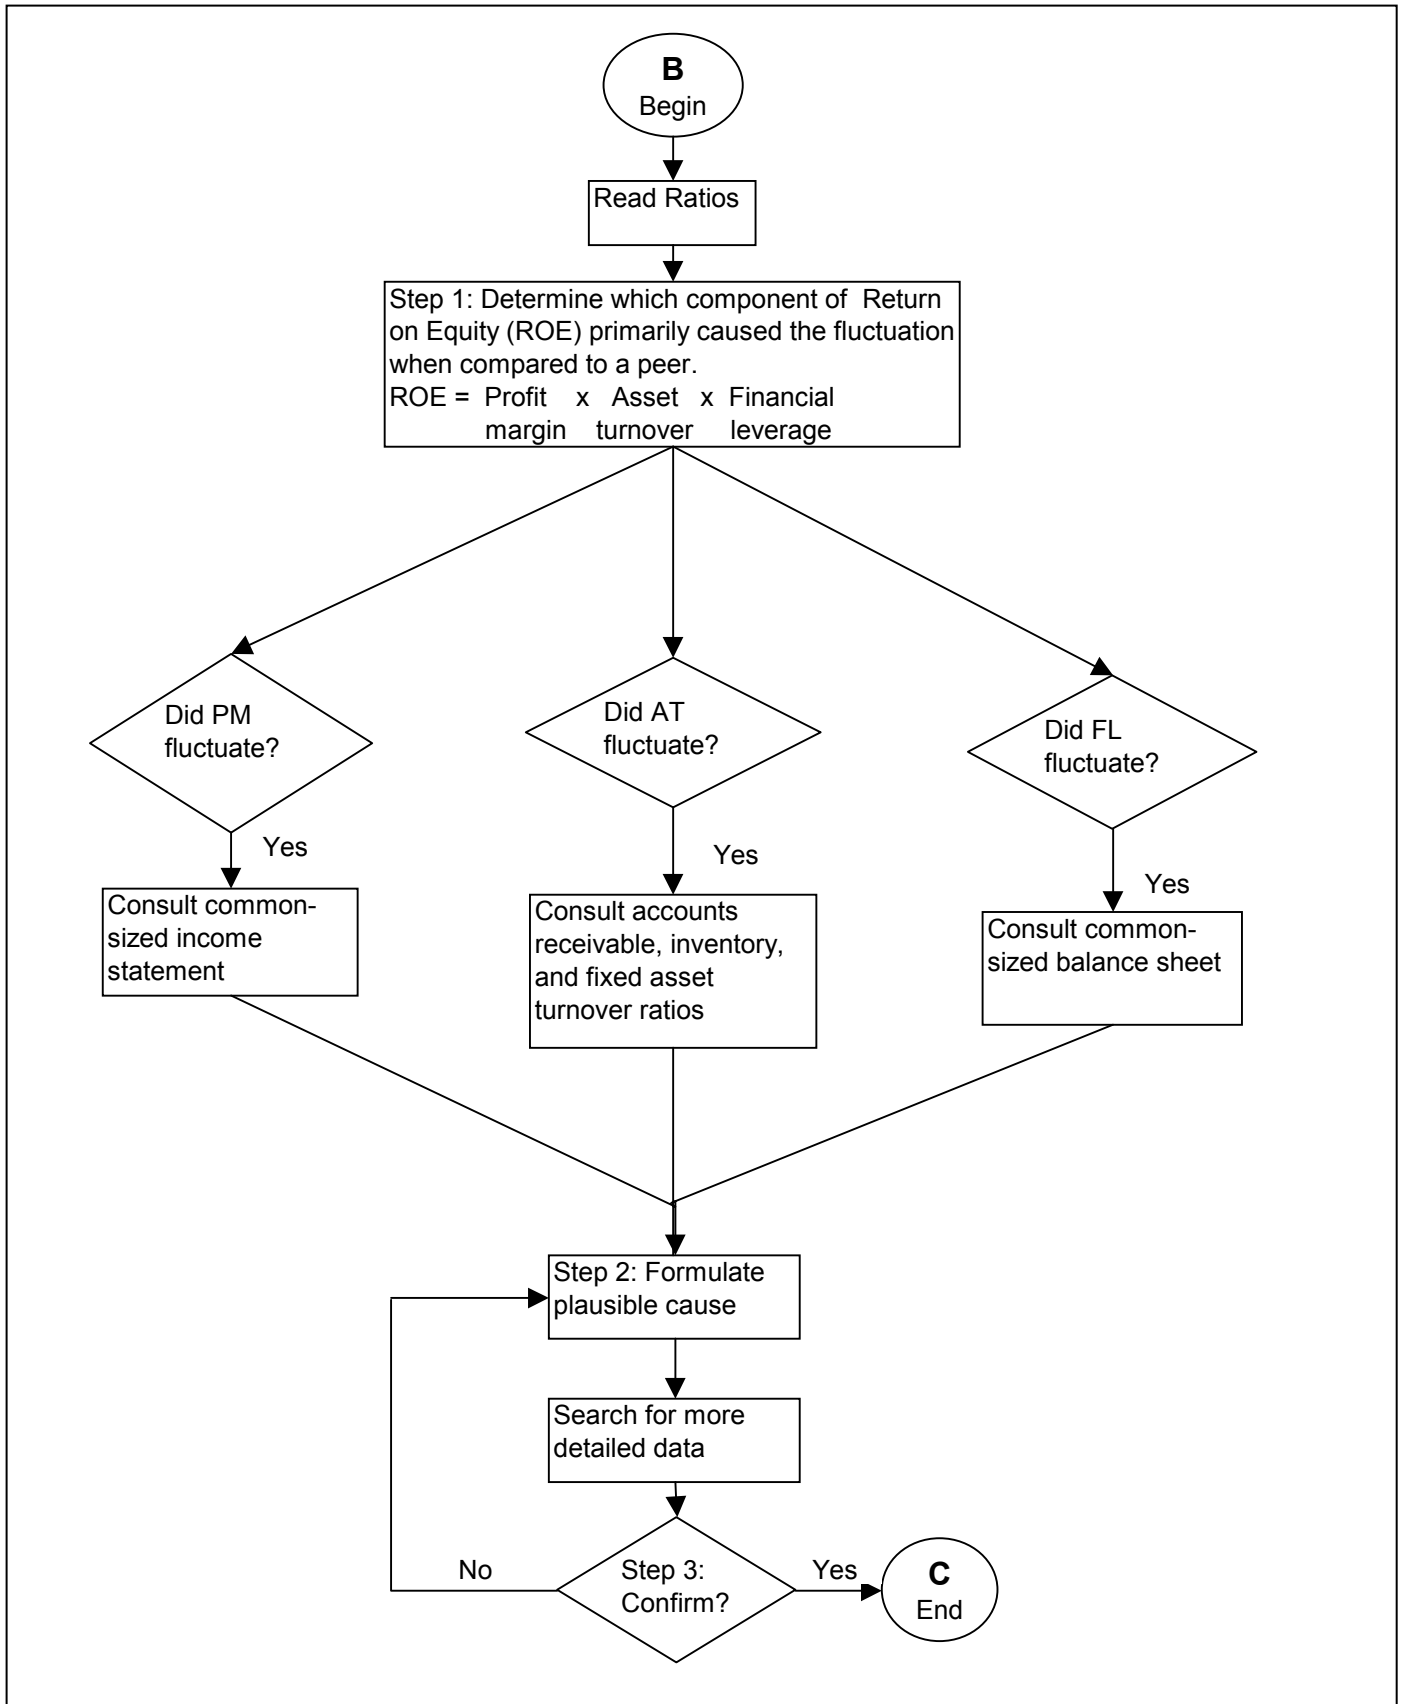 B
Begin
Read Ratios
Step 1: Determine which component of Return
on Equity (ROE) primarily caused the fluctuation
when compared to a peer.
ROE = Profit x Asset x Financial
margin turnover leverage
Did PM
fluctuate?
Did AT
fluctuate?
Did FL
fluctuate?
Yes
Yes
Yes
Consult common-
sized income
statement
Consult accounts
receivable, inventory,
and fixed asset
turnover ratios
Consult common-
sized balance sheet
Step 2: Formulate
plausible cause
Search for more
detailed data
No
Step 3:
Confirm?
Yes
C
End